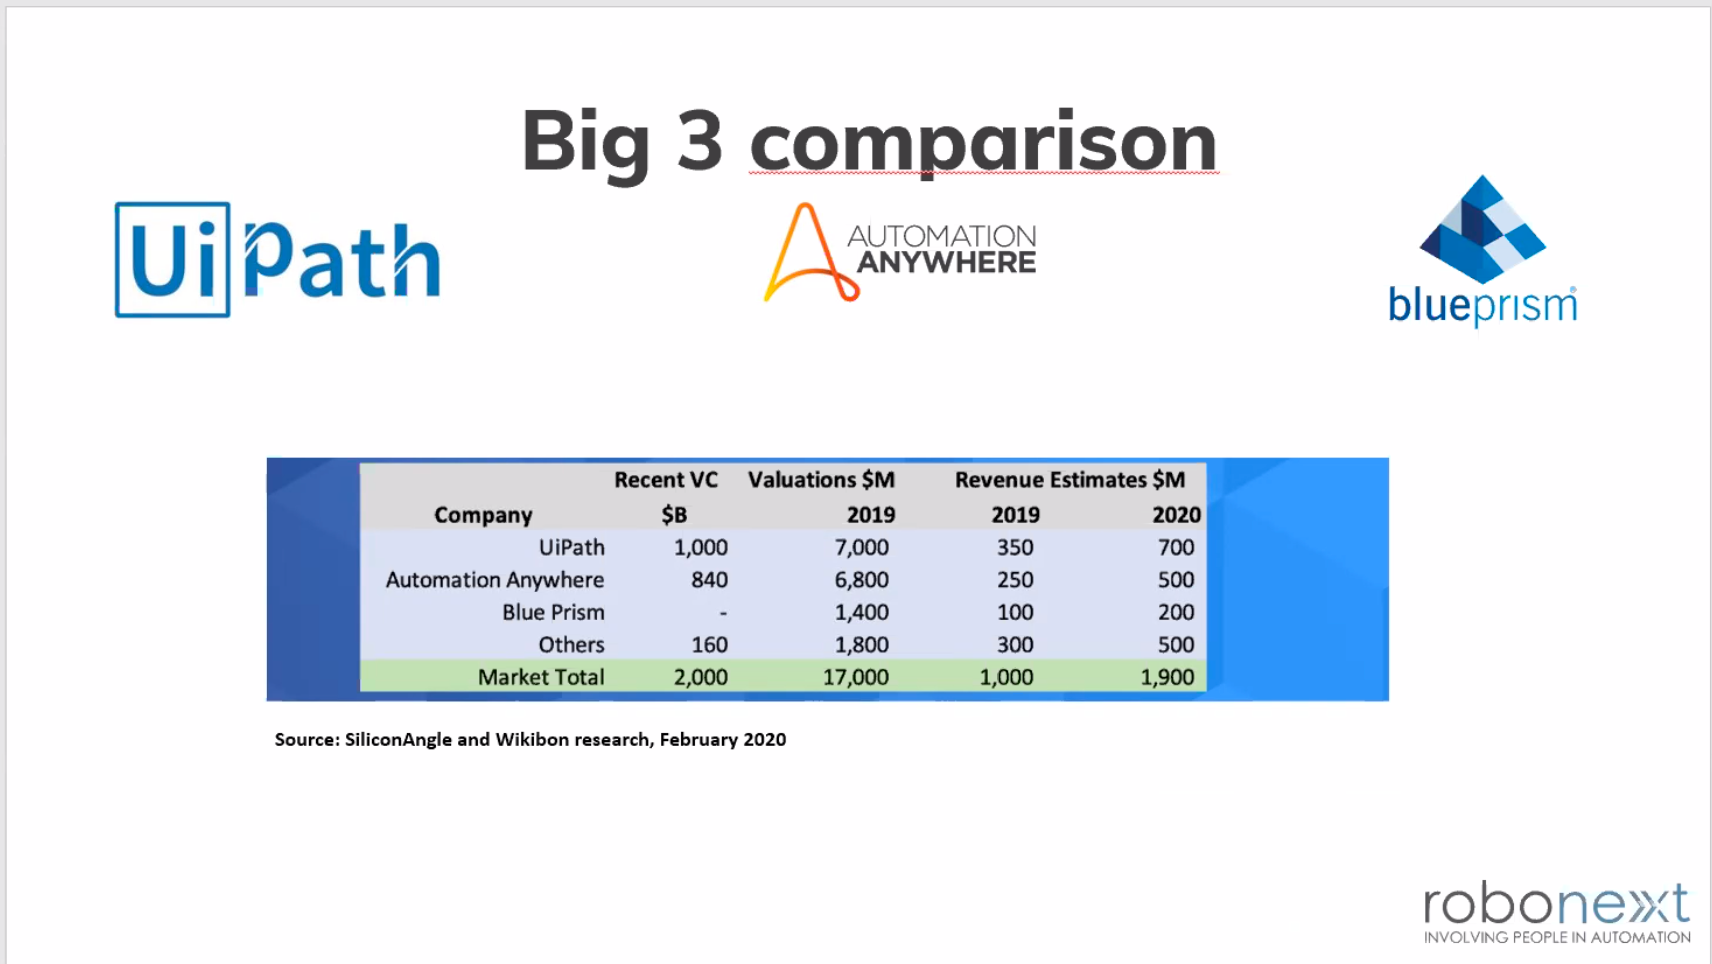 Big 3 comparison
UiPath
AUTOMATION
ANYWHERE
blueprism®
Recent VC Valuations $M Revenue Estimates $M
Company $B 2019 2019 2020
UiPath 1,000 7,000 350 700
Automation Anywhere 840 6,800 250 500
Blue Prism - 1,400 100 200
Others 160 1,800 300 500
Market Total 2,000 17,000 1,000 1,900
Source: SiliconAngle and Wikibon research, February 2020
robonext
INVOLVING PEOPLE IN AUTOMATION